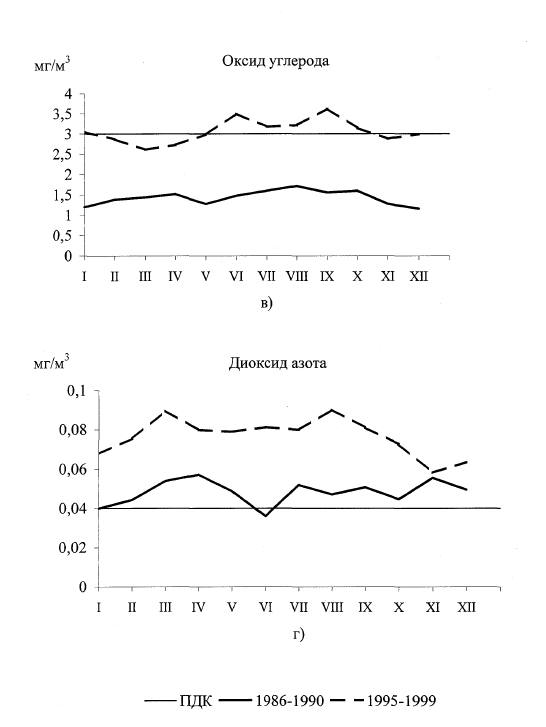 Оксид углерода
мг/м³
4
3,5
3
2,5
2
1,5
1
0,5
0
I II III IV V VI VII VIII IX X XI XII
в)
Диоксид азота
мг/м³
0,1
0,08
0,06
0,04
0,02
0
I II III IV V VI VII VIII IX X XI XII
г)
ПДК 1986-1990 1995-1999